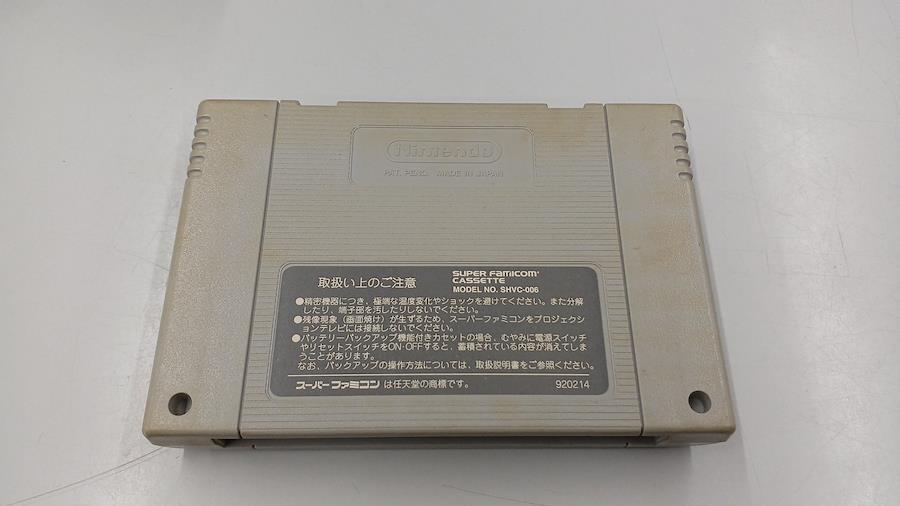 Nintendo
PAT. PEND. MADE IN JAPAN
取扱い上のご注意
SUPER FAMICOM
CASSETTE
MODEL NO. SHVC-006
●精密機器につき、極端な温度変化やショックを避けてください。また分解
したり、端子部を汚したりしないでください。
●残像現象(画面焼け)が生ずるため、スーパーファミコンをプロジェクシ
ョンテレビには接続しないでください。
●バッテリーバックアップ機能付きカセットの場合、むやみに電源スイッチ
やリセットスイッチをON・OFFすると、蓄積されている内容が消えてしま
うことがあります。
なお、バックアップの操作方法については、取扱説明書をご参照ください。
スーパーファミコン は任天堂の商標です。
920214